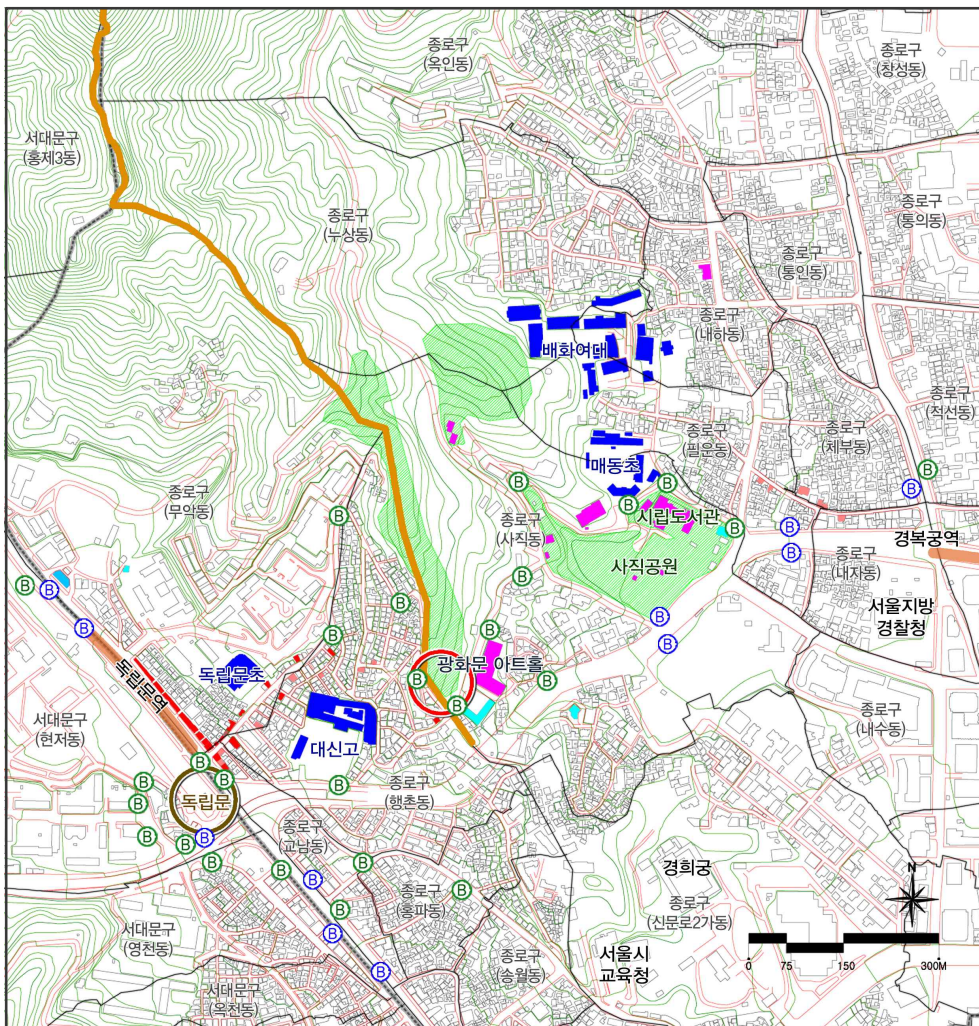 종로구
(옥인동)
종로구
(창성동)
서대문구
(홍제3동)
종로구
(누상동)
종로구
(통의동)
종로구
(통인동)
종로구
(내하동)
배화여대
종로구
(적선동)
종로구
(체부동)
종로구
(필운동)
매동초
B
B
B
B
B
종로구
(무악동)
B
종로구
(사직동)
시립도서관
B
B
B
경복궁역
사직공원
종로구
(내자동)
B
B
B
B
서울지방
경찰청
B
B
B
B
B
독립문역
독립문초
광화문 아트홀
B
B
B
서대문구
(현저동)
대신고
종로구
(내수동)
B
B
B
B
B
독립문
종로구
(행촌동)
B
B
B
종로구
(교남동)
B
B
B
B
경희궁
N
종로구
(홍파동)
B
B
종로구
(신문로2가동)
서대문구
(영천동)
B
서울시
교육청
종로구
(송월동)
B
서대문구
(옥천동)
0 75 150 300M